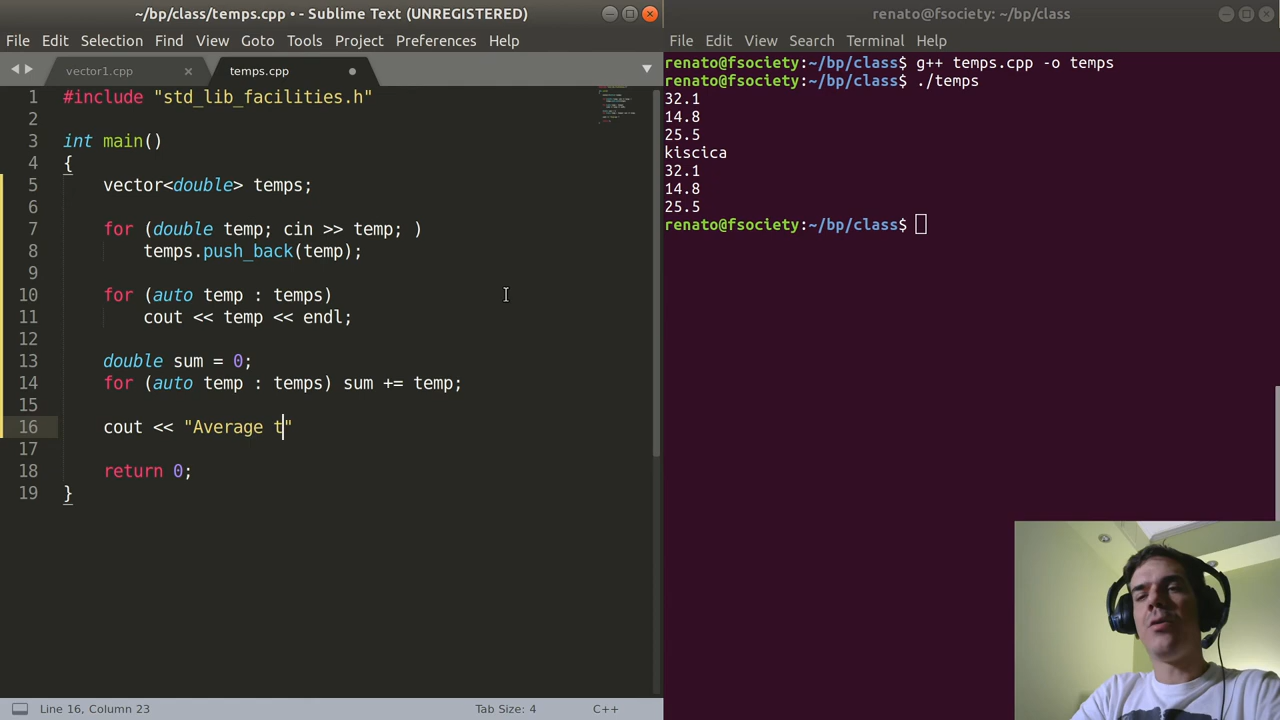 ~/bp/class/temps.cpp • - Sublime Text (UNREGISTERED)
File Edit Selection Find View Goto Tools Project Preferences Help
vector1.cpp × temps.cpp
1 #include "std_lib_facilities.h"
2
3 int main()
4 {
5 vector<double> temps;
6
7 for (double temp; cin >> temp; )
8 temps.push_back(temp);
9
10 for (auto temp : temps)
11 cout << temp << endl;
12
13 double sum = 0;
14 for (auto temp : temps) sum += temp;
15
16 cout << "Average t"
17
18 return 0;
19 }
Line 16, Column 23 Tab Size: 4 C++
renato@fsociety: ~/bp/class
File Edit View Search Terminal Help
renato@fsociety:~/bp/class$ g++ temps.cpp -o temps
renato@fsociety:~/bp/class$ ./temps
32.1
14.8
25.5
kiscica
32.1
14.8
25.5
renato@fsociety:~/bp/class$